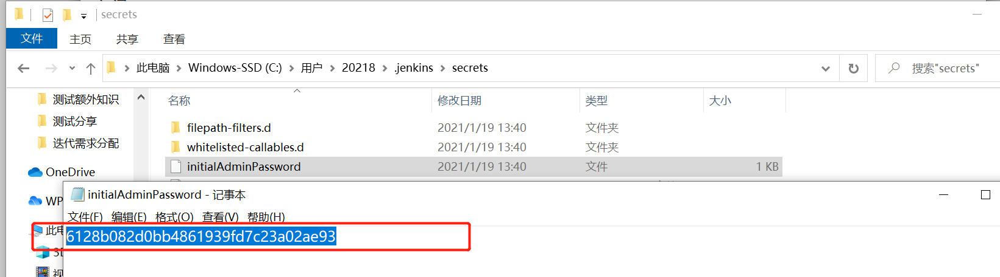 secrets
文件 主页 共享 查看
此电脑 Windows-SSD (C:) 用户 20218 .jenkins secrets 搜索"secrets"
测试额外知识 名称 修改日期 类型 大小
测试分享 filepath-filters.d 2021/1/19 13:40 文件夹
迭代需求分配 whitelisted-callables.d 2021/1/19 13:40 文件夹
initialAdminPassword 2021/1/19 13:40 文件 1 KB
OneDrive
initialAdminPassword - 记事本
WP
文件(F) 编辑(E) 格式(O) 查看(V) 帮助(H)
此电
6128b082d0bb4861939fd7c23a02ae93
3D
视